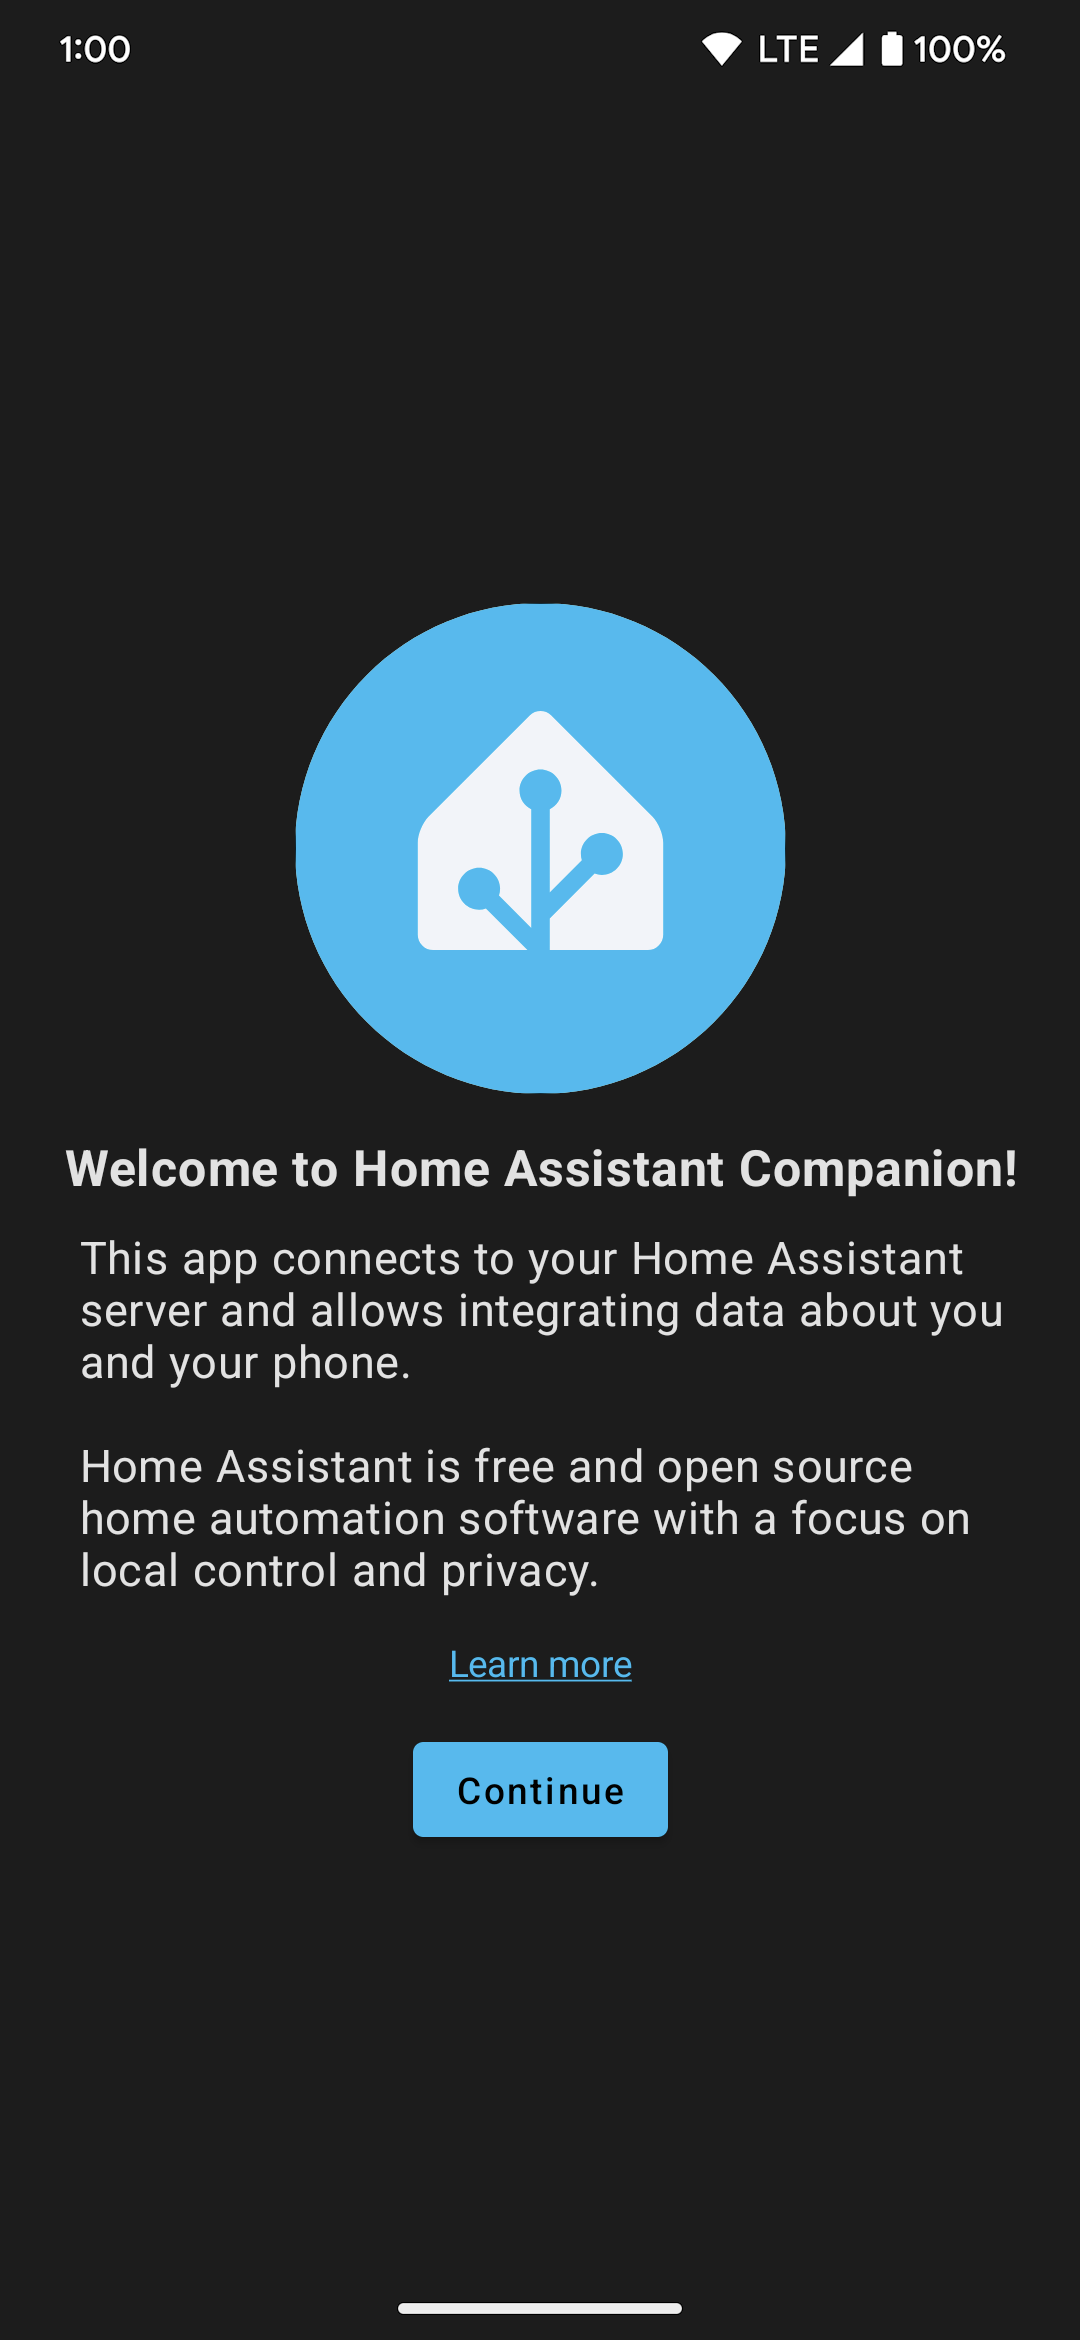 1:00 LTE 100%
Welcome to Home Assistant Companion!
This app connects to your Home Assistant
server and allows integrating data about you
and your phone.
Home Assistant is free and open source
home automation software with a focus on
local control and privacy.
Learn more
Continue